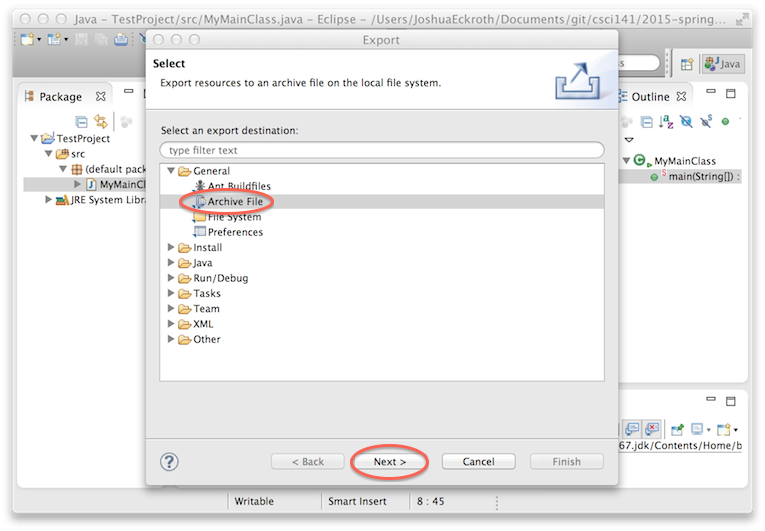 Java – TestProject/src/MyMainClass.java – Eclipse – /Users/JoshuaEckroth/Documents/git/csci141/2015-spring...
Export
Select
Export resources to an archive file on the local file system.
Java
Package
Outline
Select an export destination:
type filter text
TestProject
src
(default pack
MyMainCl
JRE System Libra
General
Ant Buildfiles
Archive File
File System
Preferences
Install
Java
Run/Debug
Tasks
Team
XML
Other
MyMainClass
main(String[]) :
67.jdk/Contents/Home/b
?
< Back
Next >
Cancel
Finish
Writable
Smart Insert
8 : 45